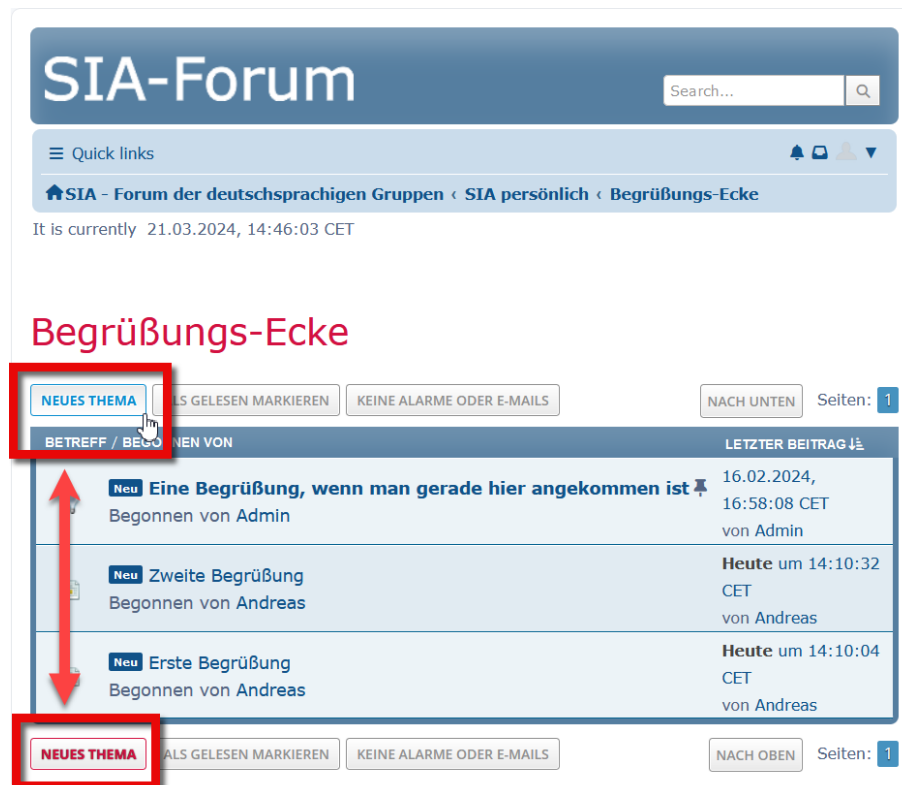 SIA-Forum
Search...
Quick links
SIA - Forum der deutschsprachigen Gruppen ‹ SIA persönlich ‹ Begrüßungs-Ecke
It is currently 21.03.2024, 14:46:03 CET
Begrüßungs-Ecke
NEUES THEMA ALS GELESEN MARKIEREN KEINE ALARME ODER E-MAILS NACH UNTEN Seiten: 1
BETREFF / BEGONNEN VON LETZTER BEITRAG
Neu Eine Begrüßung, wenn man gerade hier angekommen ist
Begonnen von Admin
16.02.2024,
16:58:08 CET
von Admin
Neu Zweite Begrüßung
Begonnen von Andreas
Heute um 14:10:32
CET
von Andreas
Neu Erste Begrüßung
Begonnen von Andreas
Heute um 14:10:04
CET
von Andreas
NEUES THEMA ALS GELESEN MARKIEREN KEINE ALARME ODER E-MAILS NACH OBEN Seiten: 1